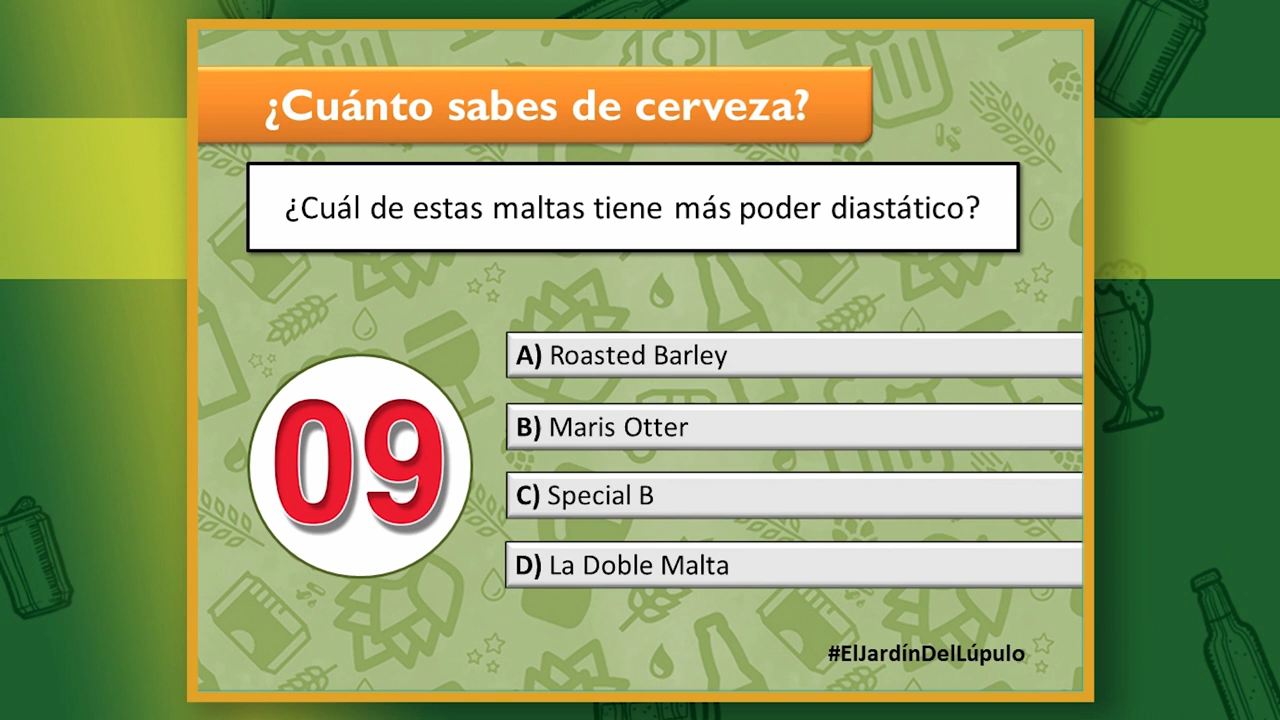 ¿Cuánto sabes de cerveza?
¿Cuál de estas maltas tiene más poder diastático?
09
A) Roasted Barley
B) Maris Otter
C) Special B
D) La Doble Malta
#ElJardínDelLúpulo